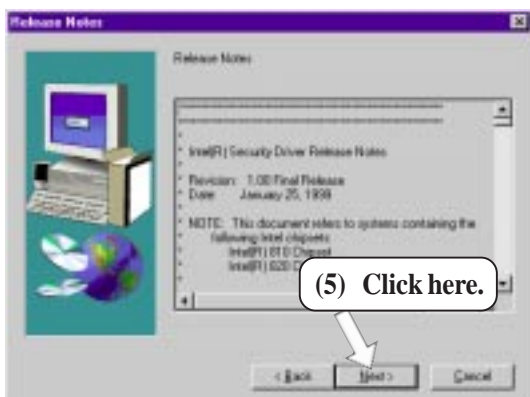 Release Notes
Release Notes
* Intel(R) Security Driver Release Notes
* Revision: 1.00 Final Release
* Date: January 25, 1999
* NOTE: This document refers to systems containing the
* following Intel chipsets
Intel(R) 810 Chipset
Intel(R) 820
(5) Click here.
< Back
Next >
Cancel